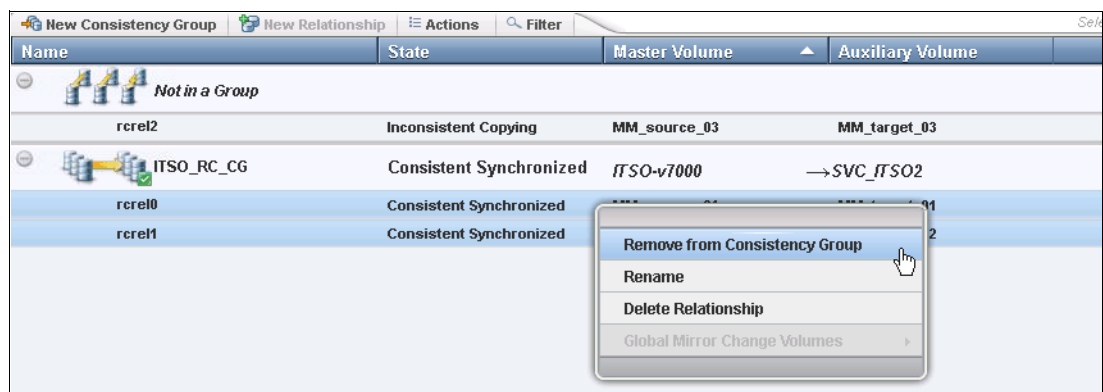 New Consistency Group New Relationship Actions Filter
Name State Master Volume Auxiliary Volume
Not in a Group
rcrel2 Inconsistent Copying MM_source_03 MM_target_03
ITSO_RC_CG Consistent Synchronized ITSO-v7000 →SVC_ITSO2
rcrel0 Consistent Synchronized
rcrel1 Consistent Synchronized
Remove from Consistency Group
Rename
Delete Relationship
Global Mirror Change Volumes